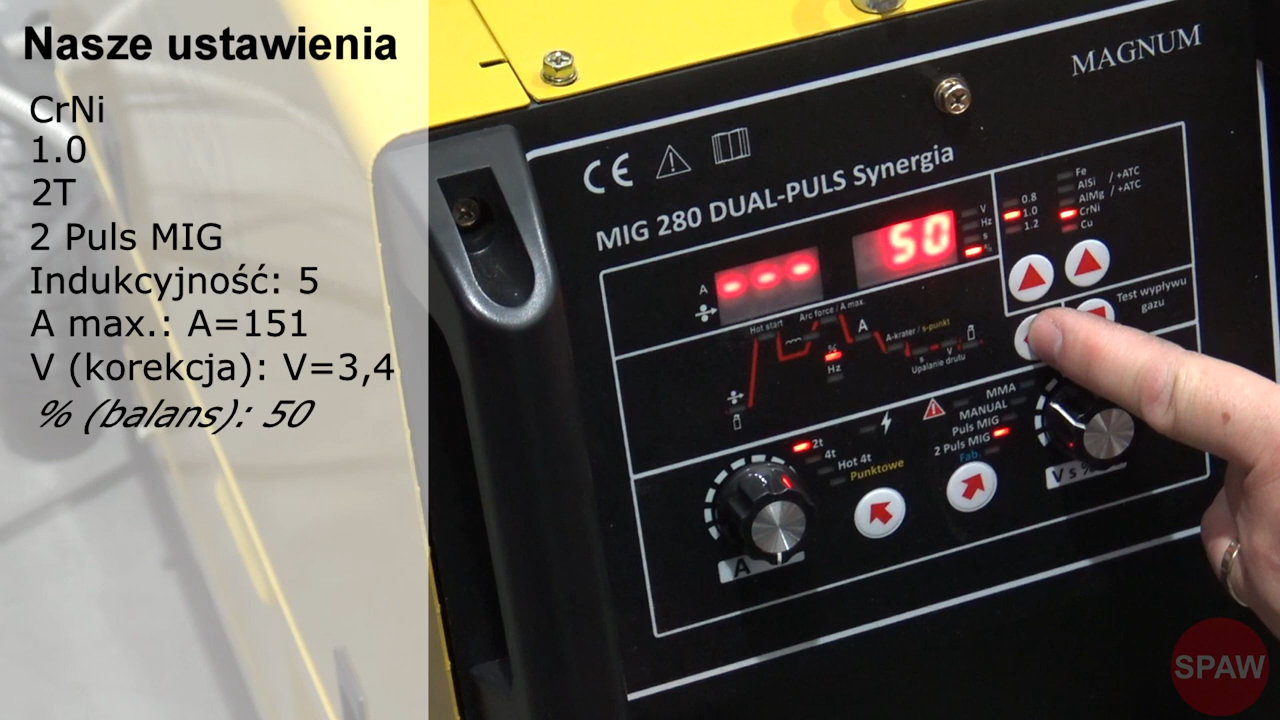 Nasze ustawienia
CrNi
1.0
2T
2 Puls MIG
Indukcyjność: 5
A max.: A=151
V (korekcja): V=3,4
% (balans): 50
MAGNUM
CE
MIG 280 DUAL-PULS Synergia
A
50
V
Hz
s
%
0.8
1.0
1.2
Fe
AlSi / +ATC
AlMg / +ATC
CrNi
Cu
Test wypływu
gazu
Hot start
Arc force / A max.
A
A-krater / s-punkt
%
Hz
s
V
Upalanie drutu
2t
4t
Hot 4t
Punktowe
MMA
MANUAL
Puls MIG
2 Puls MIG
Fab.
A
V s %
SPAW